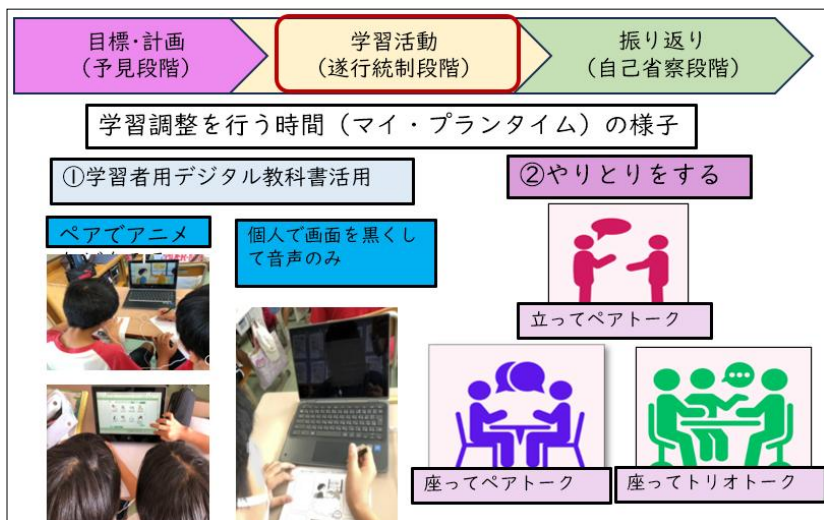 目標・計画
(予見段階)
学習活動
(遂行統制段階)
振り返り
(自己省察段階)
学習調整を行う時間(マイ・プランタイム)の様子
①学習者用デジタル教科書活用
②やりとりをする
ペアでアニメ
個人で画面を黒くし
て音声のみ
立ってペアトーク
座ってペアトーク
座ってトリオトーク